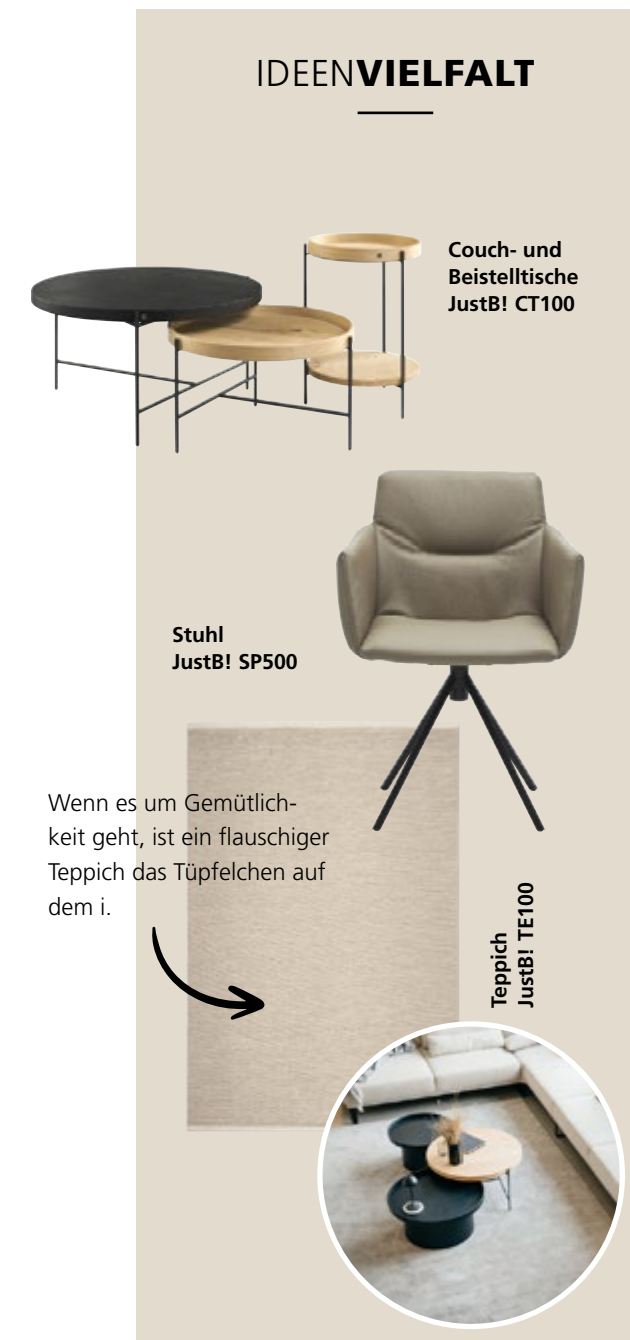 IDEENVIELFALT
Couch- und
Beistelltische
JustB! CT100
Stuhl
JustB! SP500
Wenn es um Gemütlich-
keit geht, ist ein flauschiger
Teppich das Tüpfelchen auf
dem i.
Teppich
JustB! TE100